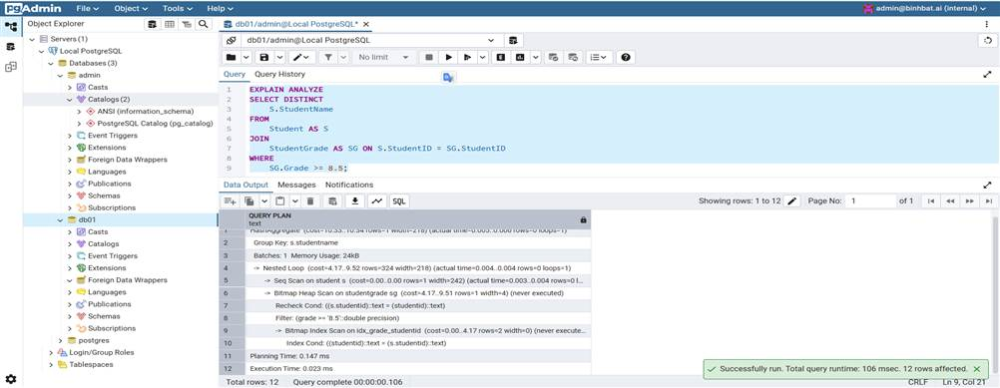 pgAdmin File Object Tools Help admin@binhbat.ai (internal)
Object Explorer
db01/admin@Local PostgreSQL*
Servers (1)
Local PostgreSQL
Databases (3)
admin
Casts
Catalogs (2)
ANSI (information_schema)
PostgreSQL Catalog (pg_catalog)
Event Triggers
Extensions
Foreign Data Wrappers
Languages
Publications
Schemas
Subscriptions
db01
Casts
Catalogs
Event Triggers
Extensions
Foreign Data Wrappers
Languages
Publications
Schemas
Subscriptions
postgres
Login/Group Roles
Tablespaces
db01/admin@Local PostgreSQL
No limit
Query Query History
1 EXPLAIN ANALYZE
2 SELECT DISTINCT
3 S.StudentName
4 FROM
5 Student AS S
6 JOIN
7 StudentGrade AS SG ON S.StudentID = SG.StudentID
8 WHERE
9 SG.Grade >= 8.5;
Data Output Messages Notifications
SQL
Showing rows: 1 to 12 Page No: 1 of 1
QUERY PLAN
text
1 HashAggregate (cost=10.33..10.34 rows=1 width=218) (actual time=0.005..0.006 rows=0 loops=1)
2 Group Key: s.studentname
3 Batches: 1 Memory Usage: 24kB
4 -> Nested Loop (cost=4.17..9.52 rows=324 width=218) (actual time=0.004..0.004 rows=0 loops=1)
5 -> Seq Scan on student s (cost=0.00..0.00 rows=1 width=242) (actual time=0.003..0.004 rows=0 l...
6 -> Bitmap Heap Scan on studentgrade sg (cost=4.17..9.51 rows=1 width=4) (never executed)
7 Recheck Cond: ((s.studentid)::text = (studentid)::text)
8 Filter: (grade >= '8.5'::double precision)
9 -> Bitmap Index Scan on idx_grade_studentid (cost=0.00..4.17 rows=2 width=0) (never execute...
10 Index Cond: ((studentid)::text = (s.studentid)::text)
11 Planning Time: 0.147 ms
12 Execution Time: 0.023 ms
Successfully run. Total query runtime: 106 msec. 12 rows affected.
Total rows: 12 Query complete 00:00:00.106 CRLF Ln 9, Col 21